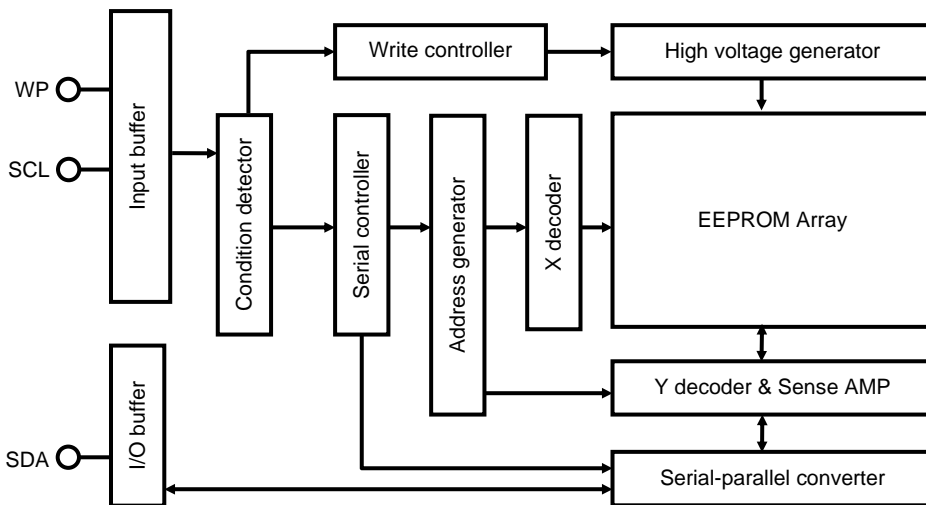 Write controller
High voltage generator
WP
SCL
Input buffer
Condition detector
Serial controller
Address generator
X decoder
EEPROM Array
Y decoder & Sense AMP
SDA
I/O buffer
Serial-parallel converter